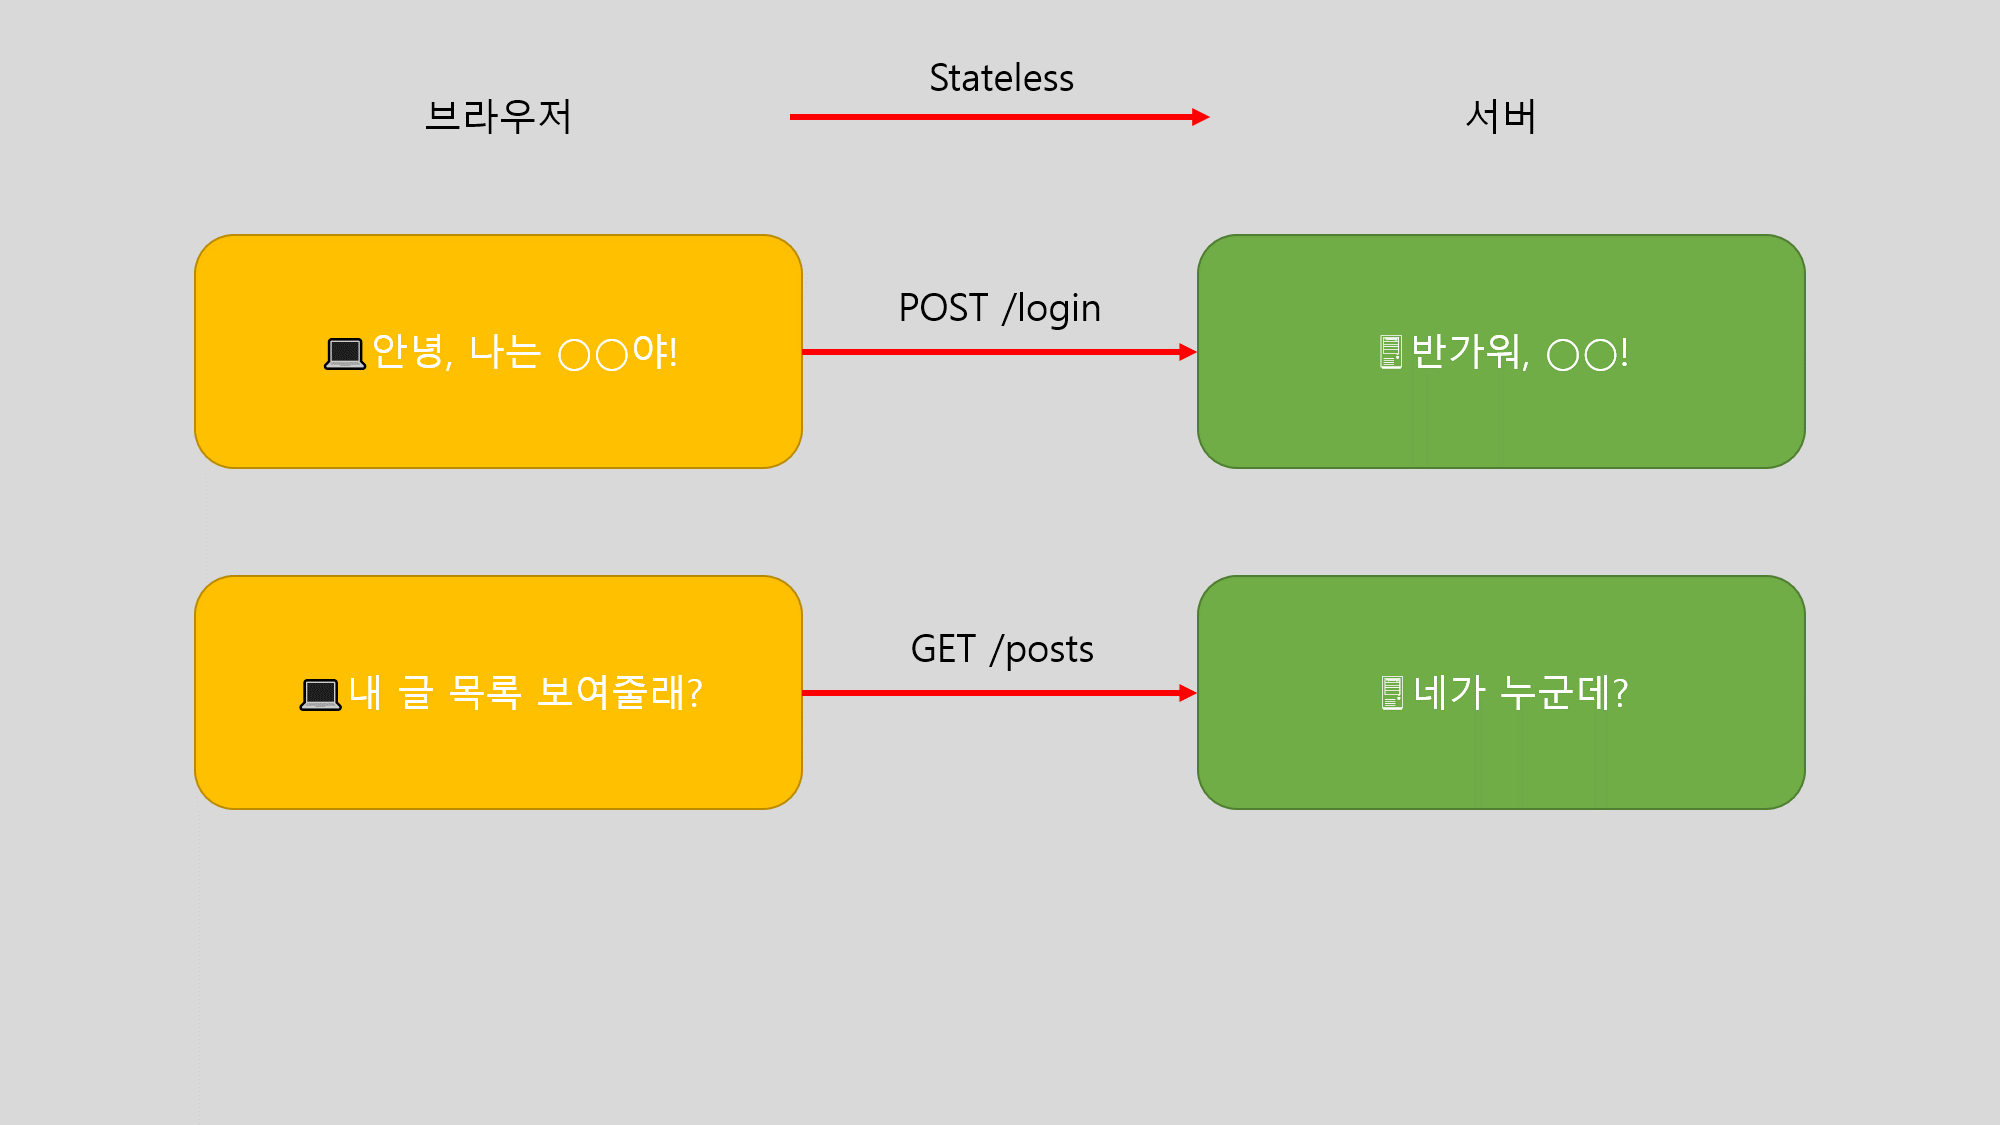 Stateless
브라우저
서버
💻안녕, 나는 ○○야!
POST /login
🖥반가워, ○○!
💻내 글 목록 보여줄래?
GET /posts
🖥네가 누군데?